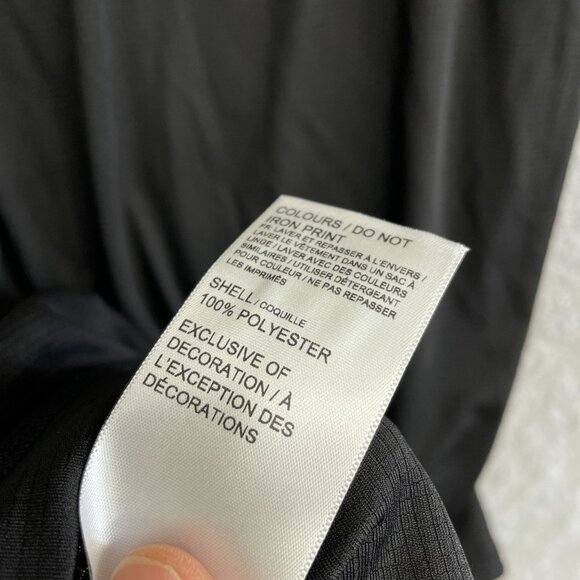 COLOURS / DO NOT
IRON PRINT
FR LAVER ET REPASSER À L'ENVERS /
LAVER LE VÊTEMENT DANS UN SAC À
LINGE / LAVER AVEC DES COULEURS
SIMILAIRES / UTILISER DÉTERGENT
POUR COULEUR / NE PAS REPASSER
LES IMPRIMÉS
SHELL / COQUILLE
100% POLYESTER
EXCLUSIVE OF
DECORATION / À
L'EXCEPTION DES
DÉCORATIONS